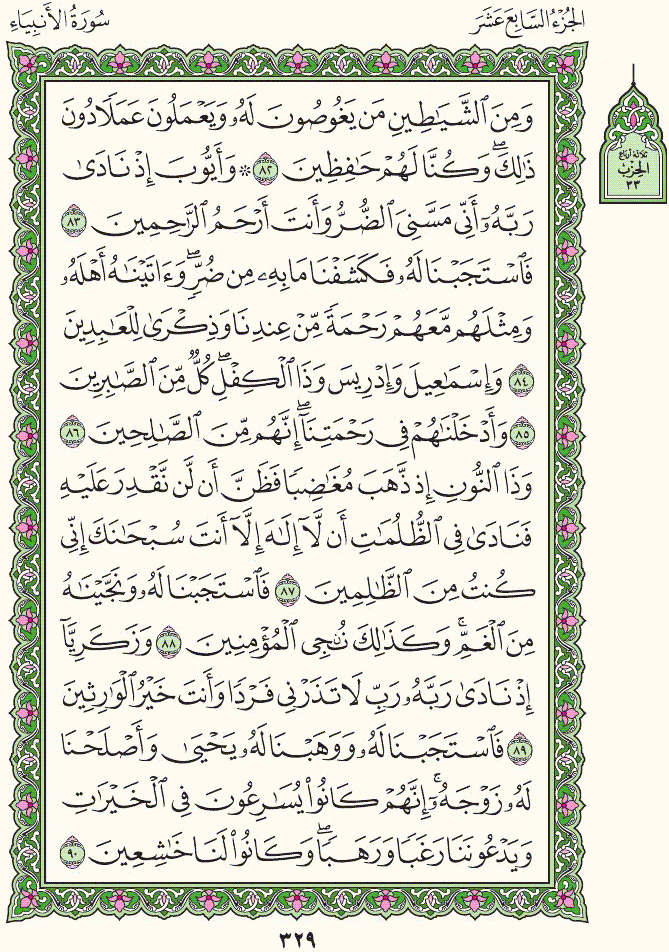 الجُزْءُ السَّابِعَ عَشَرَ
سُورَةُ الأَنبِيَاءِ
وَمِنَ ٱلشَّيَٰطِينِ مَن يَغُوصُونَ لَهُۥ وَيَعْمَلُونَ عَمَلًا دُونَ
ذَٰلِكَۖ وَكُنَّا لَهُمْ حَٰفِظِينَ ٨٢ ۞ وَأَيُّوبَ إِذْ نَادَىٰ
رَبَّهُۥٓ أَنِّي مَسَّنِيَ ٱلضُّرُّ وَأَنتَ أَرْحَمُ ٱلرَّٰحِمِينَ ٨٣
فَٱسْتَجَبْنَا لَهُۥ فَكَشَفْنَا مَا بِهِۦ مِن ضُرٍّۖ وَءَاتَيْنَٰهُ أَهْلَهُۥ
وَمِثْلَهُم مَّعَهُمْ رَحْمَةً مِّنْ عِندِنَا وَذِكْرَىٰ لِلْعَٰبِدِينَ
٨٤ وَإِسْمَٰعِيلَ وَإِدْرِيسَ وَذَا ٱلْكِفْلِۖ كُلٌّ مِّنَ ٱلصَّٰبِرِينَ
٨٥ وَأَدْخَلْنَٰهُمْ فِي رَحْمَتِنَآۖ إِنَّهُم مِّنَ ٱلصَّٰلِحِينَ ٨٦
وَذَا ٱلنُّونِ إِذ ذَّهَبَ مُغَٰضِبًا فَظَنَّ أَن لَّن نَّقْدِرَ عَلَيْهِ
فَنَادَىٰ فِي ٱلظُّلُمَٰتِ أَن لَّآ إِلَٰهَ إِلَّآ أَنتَ سُبْحَٰنَكَ إِنِّي
كُنتُ مِنَ ٱلظَّٰلِمِينَ ٨٧ فَٱسْتَجَبْنَا لَهُۥ وَنَجَّيْنَٰهُ
مِنَ ٱلْغَمِّۚ وَكَذَٰلِكَ نُۨجِي ٱلْمُؤْمِنِينَ ٨٨ وَزَكَرِيَّآ
إِذْ نَادَىٰ رَبَّهُۥ رَبِّ لَا تَذَرْنِي فَرْدًا وَأَنتَ خَيْرُ ٱلْوَٰرِثِينَ
٨٩ فَٱسْتَجَبْنَا لَهُۥ وَوَهَبْنَا لَهُۥ يَحْيَىٰ وَأَصْلَحْنَا
لَهُۥ زَوْجَهُۥٓۚ إِنَّهُمْ كَانُوا۟ يُسَٰرِعُونَ فِي ٱلْخَيْرَٰتِ
وَيَدْعُونَنَا رَغَبًا وَرَهَبًاۖ وَكَانُوا۟ لَنَا خَٰشِعِينَ ٩٠
ثلاثة أرباع
الحزب
٣٣
٣٢٩